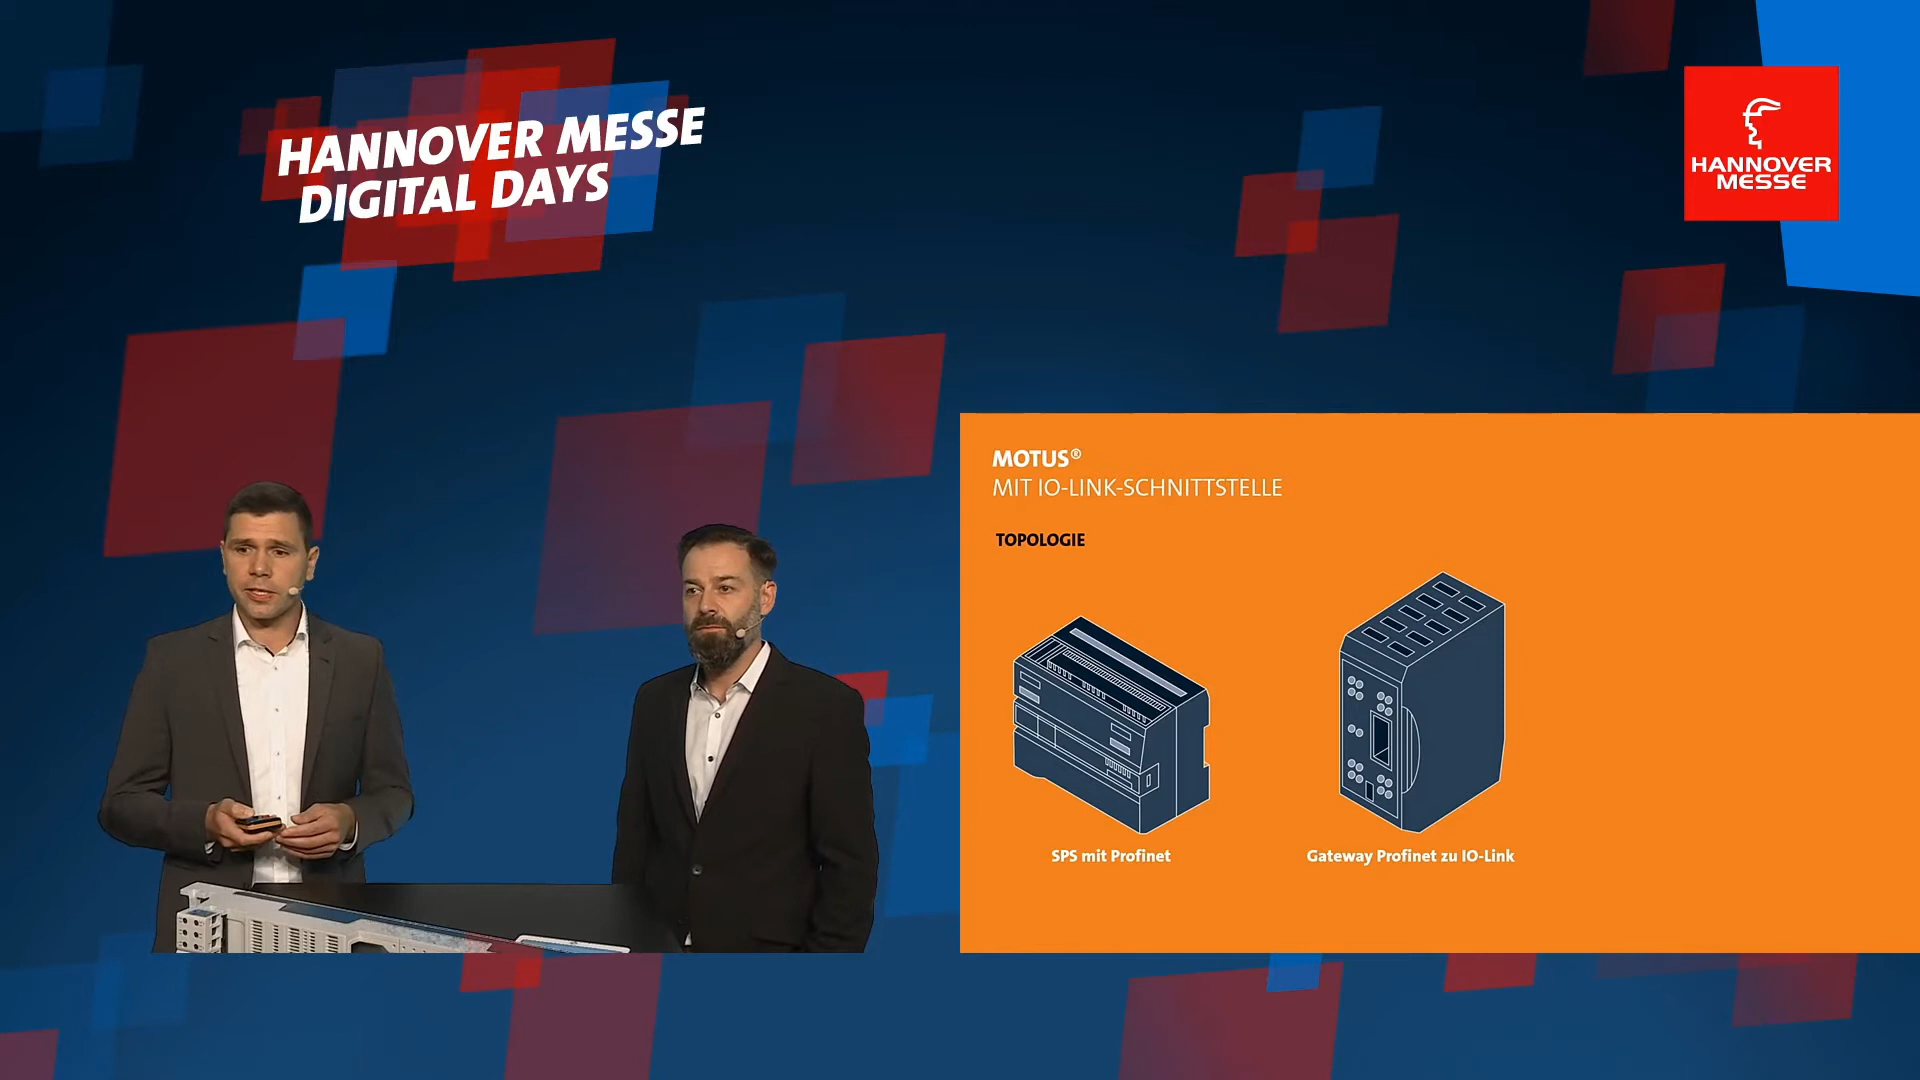 HANNOVER MESSE
DIGITAL DAYS
HANNOVER
MESSE
MOTUS®
MIT IO-LINK-SCHNITTSTELLE
TOPOLOGIE
SPS mit Profinet
Gateway Profinet zu IO-Link